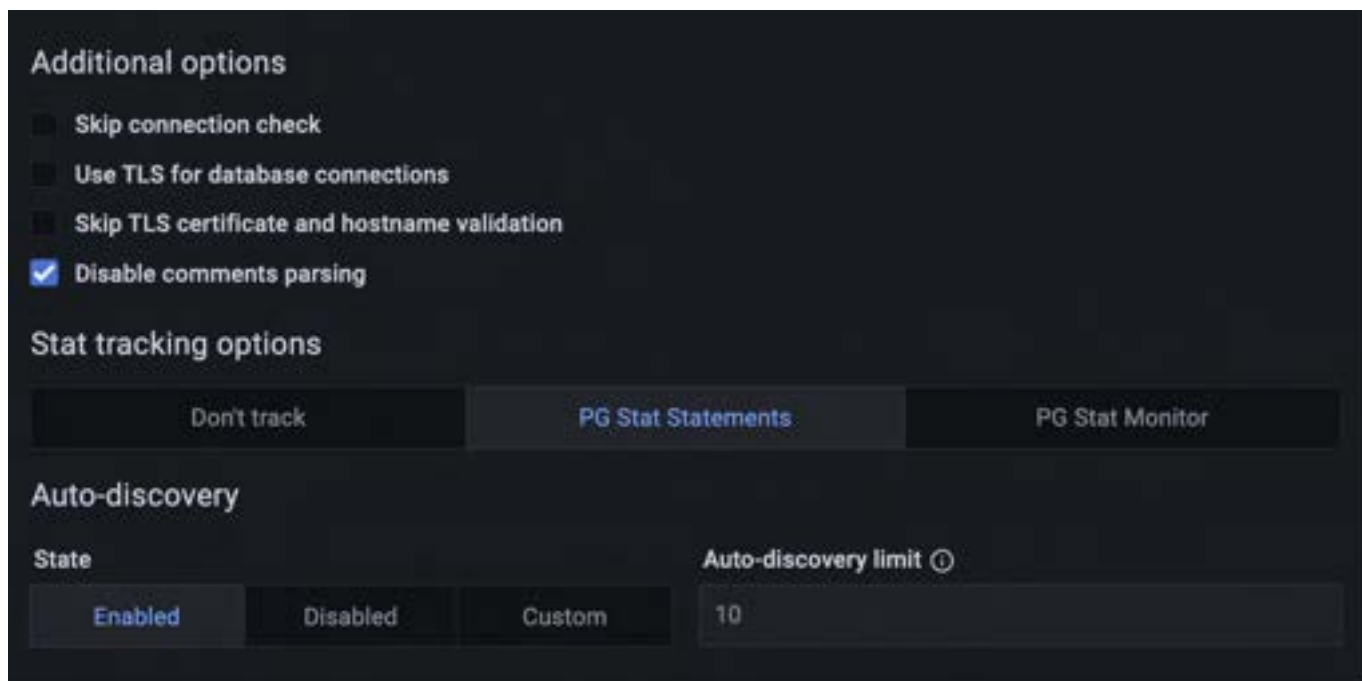 Additional options
Skip connection check
Use TLS for database connections
Skip TLS certificate and hostname validation
Disable comments parsing
Stat tracking options
Don't track PG Stat Statements PG Stat Monitor
Auto-discovery
State Auto-discovery limit
Enabled Disabled Custom 10